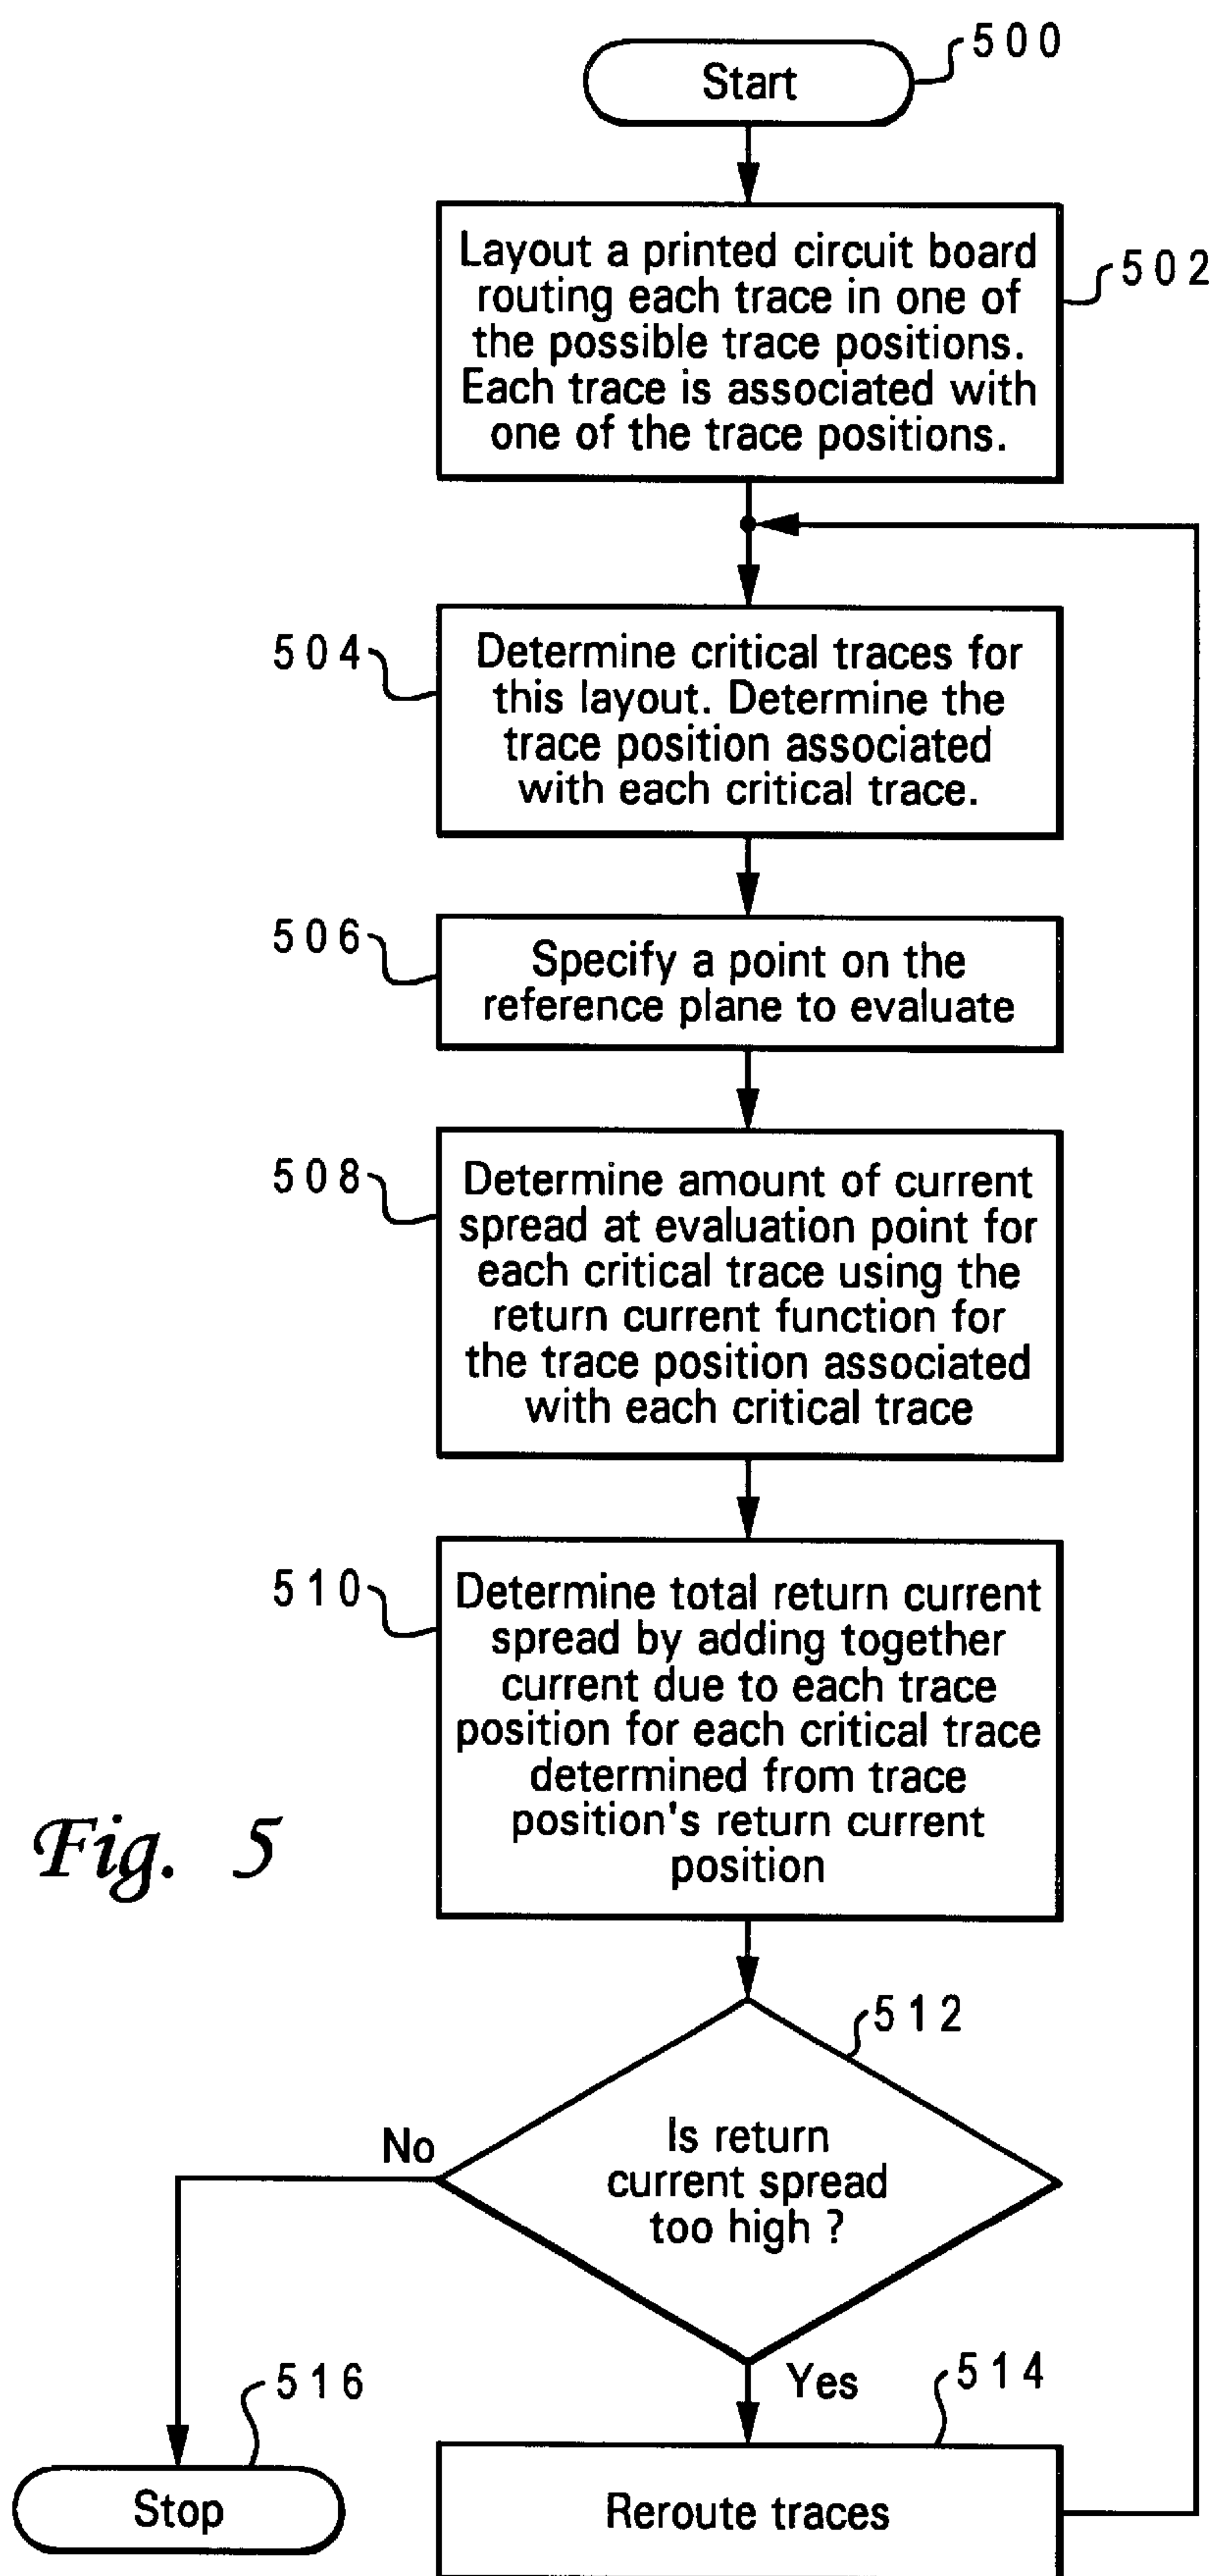 500
Start
Layout a printed circuit board
routing each trace in one of
the possible trace positions.
Each trace is associated with
one of the trace positions.
502
504
Determine critical traces for
this layout. Determine the
trace position associated
with each critical trace.
506
Specify a point on the
reference plane to evaluate
508
Determine amount of current
spread at evaluation point for
each critical trace using the
return current function for
the trace position associated
with each critical trace
510
Determine total return current
spread by adding together
current due to each trace
position for each critical trace
determined from trace
position's return current
position
Fig. 5
512
Is return
current spread
too high ?
No
Yes
516
Stop
514
Reroute traces